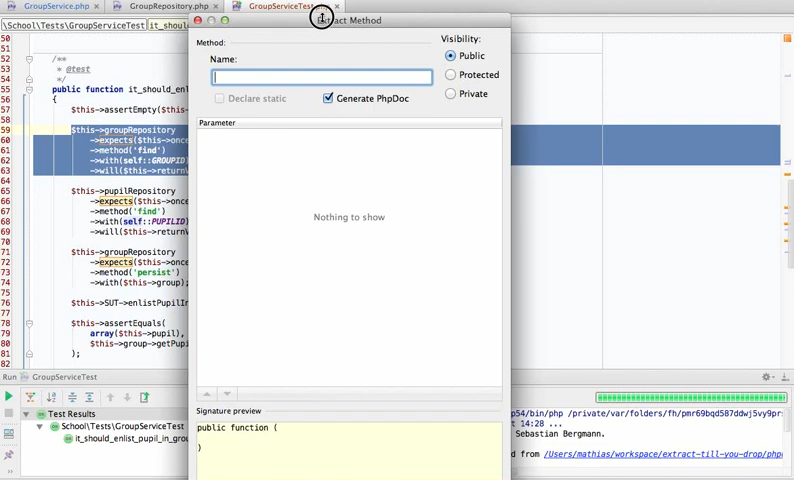 GroupService.php
GroupRepository.php
GroupServiceTest
Extract Method
\School\Tests\GroupServiceTest
it_shou
Method:
Visibility:
Name:
Public
Protected
Private
Declare static
Generate PhpDoc
Parameter
Nothing to show
Signature preview
public function (
)
50
51
51
52 /**
53 * @test
54 */
55 public function it_should_enl
56 {
57 $this->assertEmpty($this->
58
59 $this->groupRepository
60 ->expects($this->once
61 ->method('find')
62 ->with(self::GROUPID)
63 ->will($this->returnV
64
65 $this->pupilRepository
66 ->expects($this->once
67 ->method('find')
68 ->with(self::PUPILID)
69 ->will($this->returnV
70
71 $this->groupRepository
72 ->expects($this->once
73 ->method('persist')
74 ->with($this->group);
75
76 $this->SUT->enlistPupilIn
77
78 $this->assertEquals(
79 array($this->pupil),
80 $this->group->getPupi
81 );
82
Run GroupServiceTest
Test Results
School\Tests\GroupServiceTest
it_should_enlist_pupil_in_grou
p54/bin/php /private/var/folders/fh/pmr69bqd587ddwj5vy9prs
t 14:28 ...
Sebastian Bergmann.
d from /Users/mathias/workspace/extract-till-you-drop/php